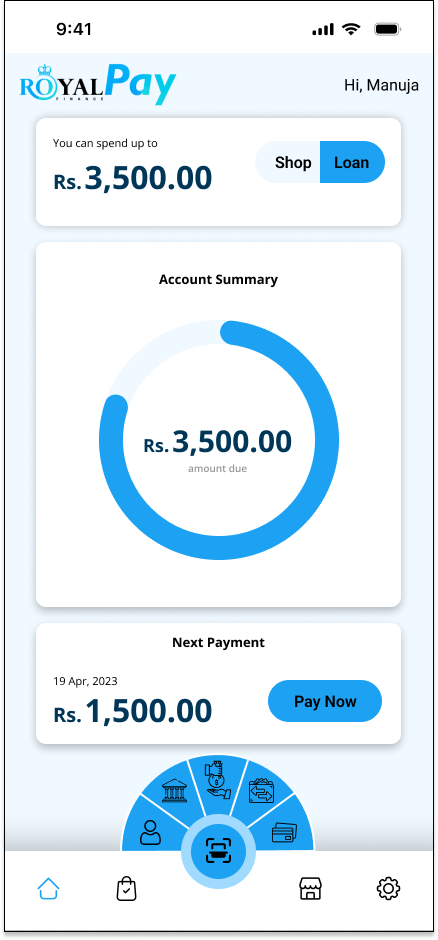 9:41
ROYAL Pay
FINANCE
Hi, Manuja
You can spend up to
Rs. 3,500.00
Shop Loan
Account Summary
Rs. 3,500.00
amount due
Next Payment
19 Apr, 2023
Rs. 1,500.00
Pay Now